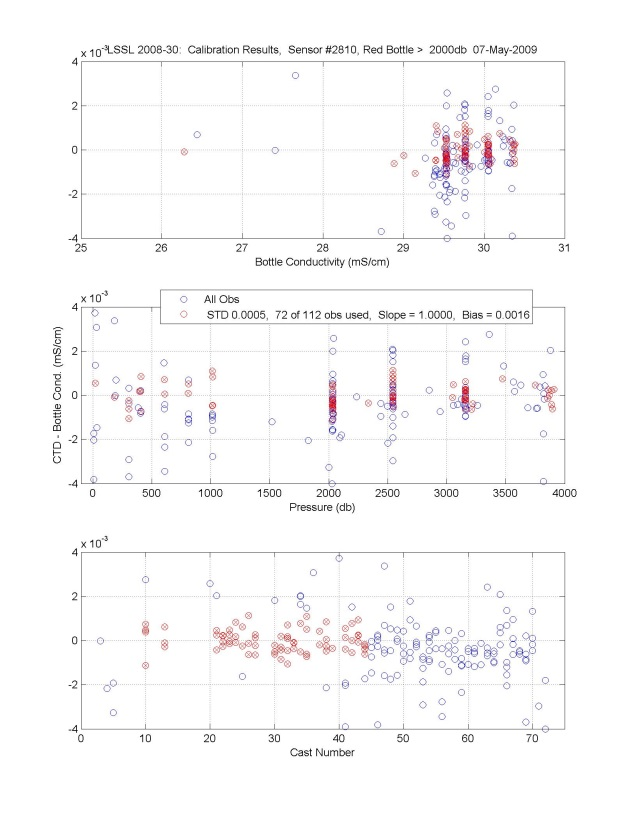 x 10⁻³ LSSL 2008-30: Calibration Results, Sensor #2810, Red Bottle > 2000db 07-May-2009
4
2
0
-2
-4
25 26 27 28 29 30 31
Bottle Conductivity (mS/cm)
x 10⁻³
All Obs
STD 0.0005, 72 of 112 obs used, Slope = 1.0000, Bias = 0.0016
4
2
0
-2
-4
CTD - Bottle Cond. (mS/cm)
0 500 1000 1500 2000 2500 3000 3500 4000
Pressure (db)
x 10⁻³
4
2
0
-2
-4
0 10 20 30 40 50 60 70
Cast Number